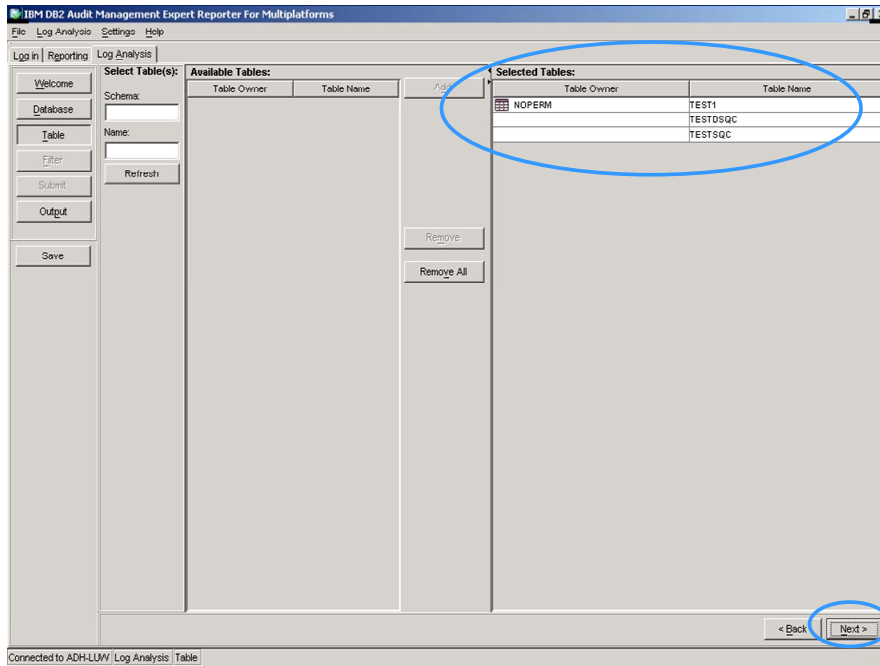 IBM DB2 Audit Management Expert Reporter For Multiplatforms
File Log Analysis Settings Help
Log in Reporting Log Analysis
Welcome
Database
Table
Filter
Submit
Output
Save
Select Table(s):
Schema:
Name:
Refresh
Available Tables:
Table Owner Table Name
Add
Remove
Remove All
Selected Tables:
Table Owner Table Name
NOPERM TEST1
TESTDSQC
TESTSQC
< Back Next >
Connected to ADH-LUW Log Analysis Table